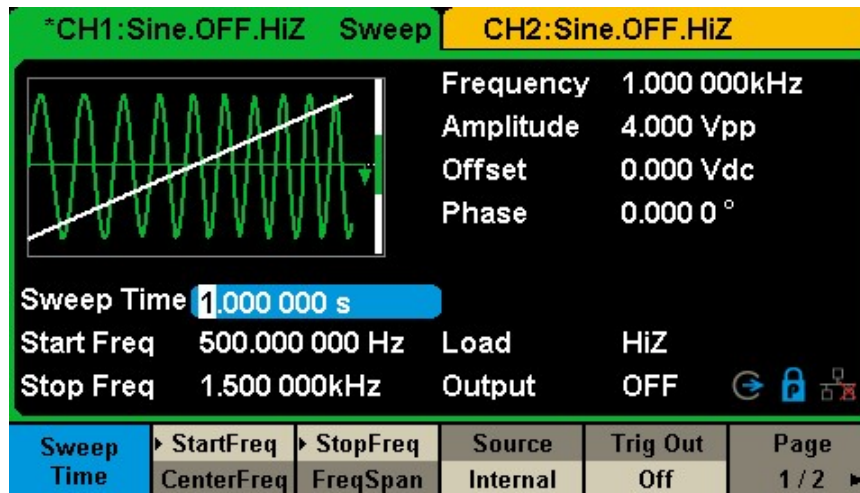 *CH1:Sine.OFF.HiZ Sweep CH2:Sine.OFF.HiZ
Frequency 1.000 000kHz
Amplitude 4.000 Vpp
Offset 0.000 Vdc
Phase 0.000 0 °
Sweep Time 1.000 000 s
Start Freq 500.000 000 Hz Load HiZ
Stop Freq 1.500 000kHz Output OFF P
Sweep Time StartFreq CenterFreq StopFreq FreqSpan Source Internal Trig Out Off Page 1/2